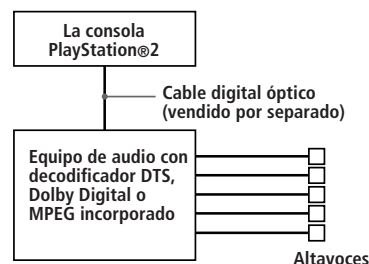 La consola
PlayStation®2
Cable digital óptico
(vendido por separado)
Equipo de audio con
decodificador DTS,
Dolby Digital o
MPEG incorporado
Altavoces